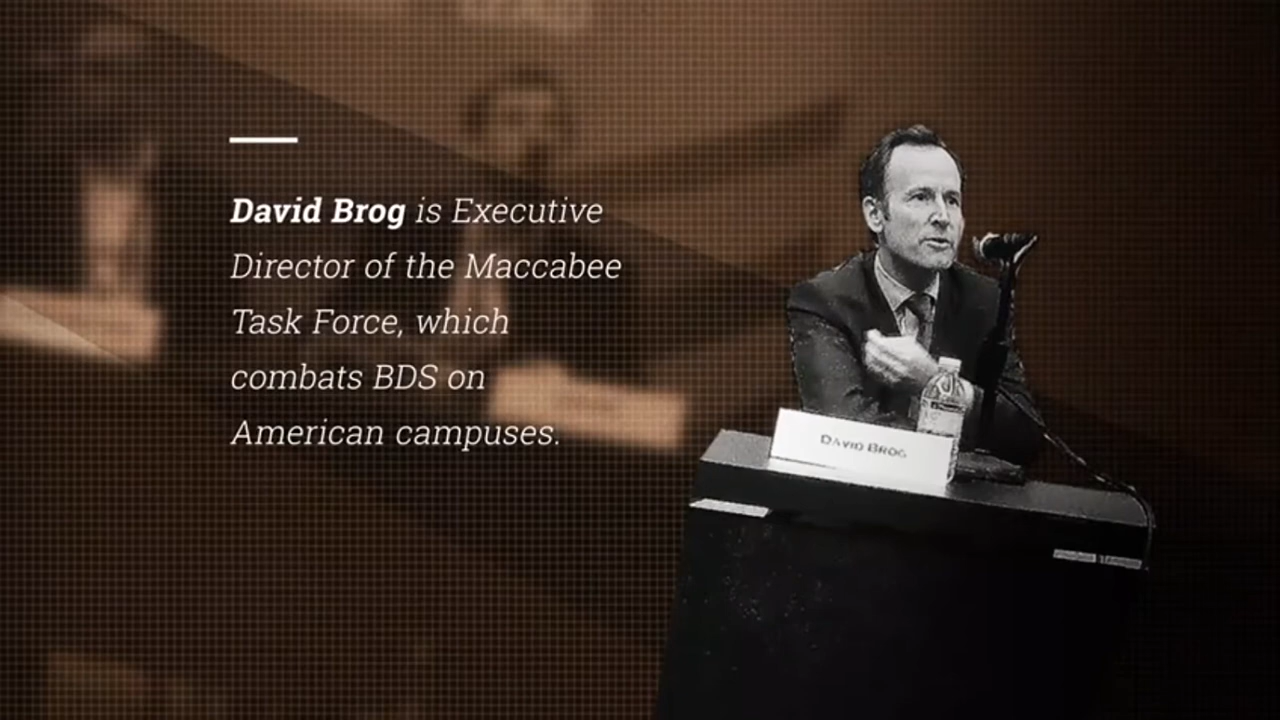 David Brog is Executive
Director of the Maccabee
Task Force, which
combats BDS on
American campuses.
DAVID BROG